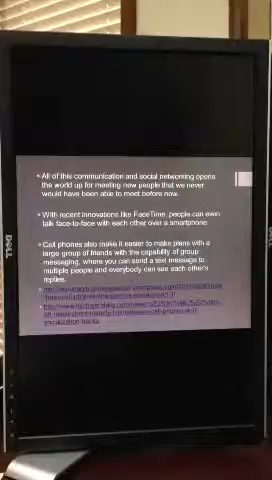 • All of this communication and social networking opens
the world up for meeting new people that we never
would have been able to meet before now.
• With recent innovations like FaceTime, people can even
talk face-to-face with each other over a smartphone.
• Cell phones also make it easier to make plans with a
large group of friends with the capability of group
messaging, where you can send a text message to
multiple people and everybody can see each other's
replies.
DELL